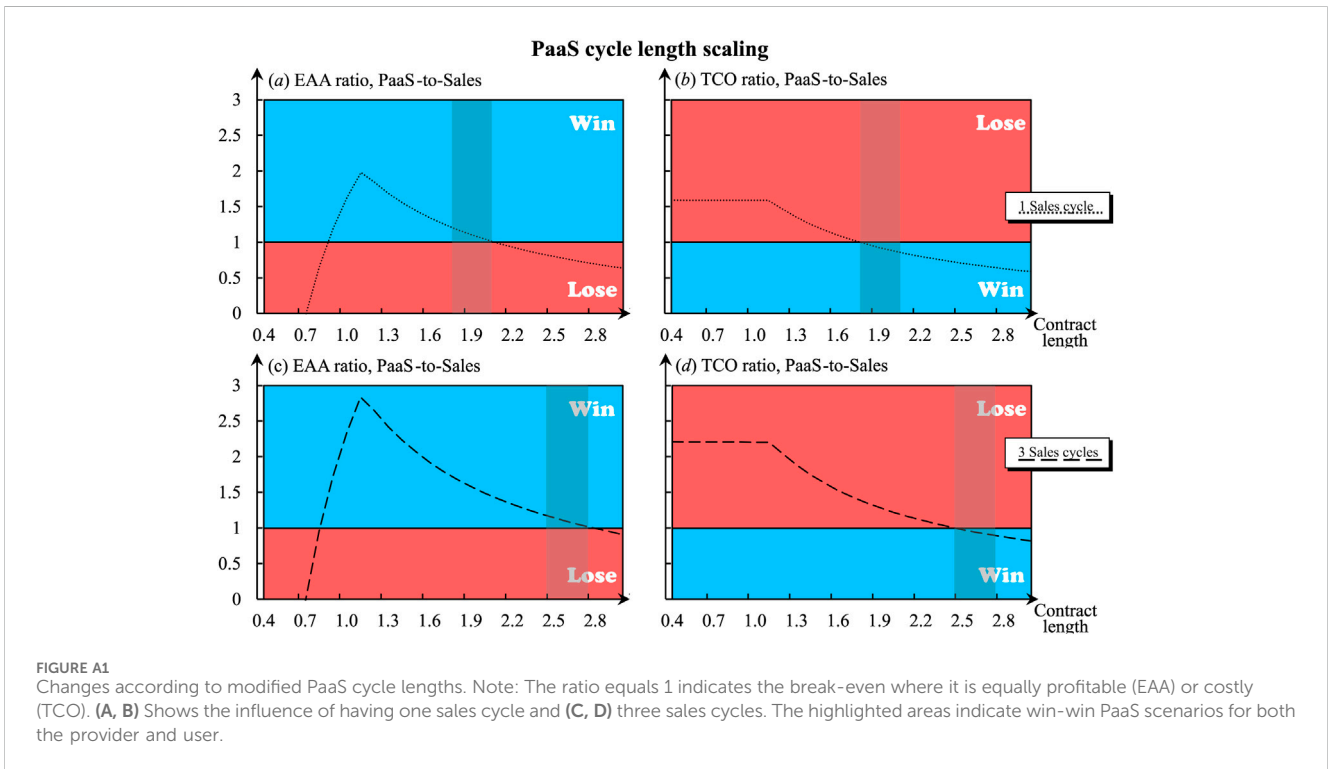 PaaS cycle length scaling
(a) EAA ratio, PaaS-to-Sales
3
2.5
2
1.5
1
0.5
0
Win
Lose
0.4 0.7 1.0 1.3 1.6 1.9 2.2 2.5 2.8
(b) TCO ratio, PaaS-to-Sales
Lose
Win
1 Sales cycle
0.4 0.7 1.0 1.3 1.6 1.9 2.2 2.5 2.8
Contract
length
(c) EAA ratio, PaaS-to-Sales
3
2.5
2
1.5
1
0.5
0
Win
Lose
0.4 0.7 1.0 1.3 1.6 1.9 2.2 2.5 2.8
(d) TCO ratio, PaaS-to-Sales
Lose
Win
3 Sales cycles
0.4 0.7 1.0 1.3 1.6 1.9 2.2 2.5 2.8
Contract
length
FIGURE A1
Changes according to modified PaaS cycle lengths. Note: The ratio equals 1 indicates the break-even where it is equally profitable (EAA) or costly
(TCO). (A, B) Shows the influence of having one sales cycle and (C, D) three sales cycles. The highlighted areas indicate win-win PaaS scenarios for both
the provider and user.